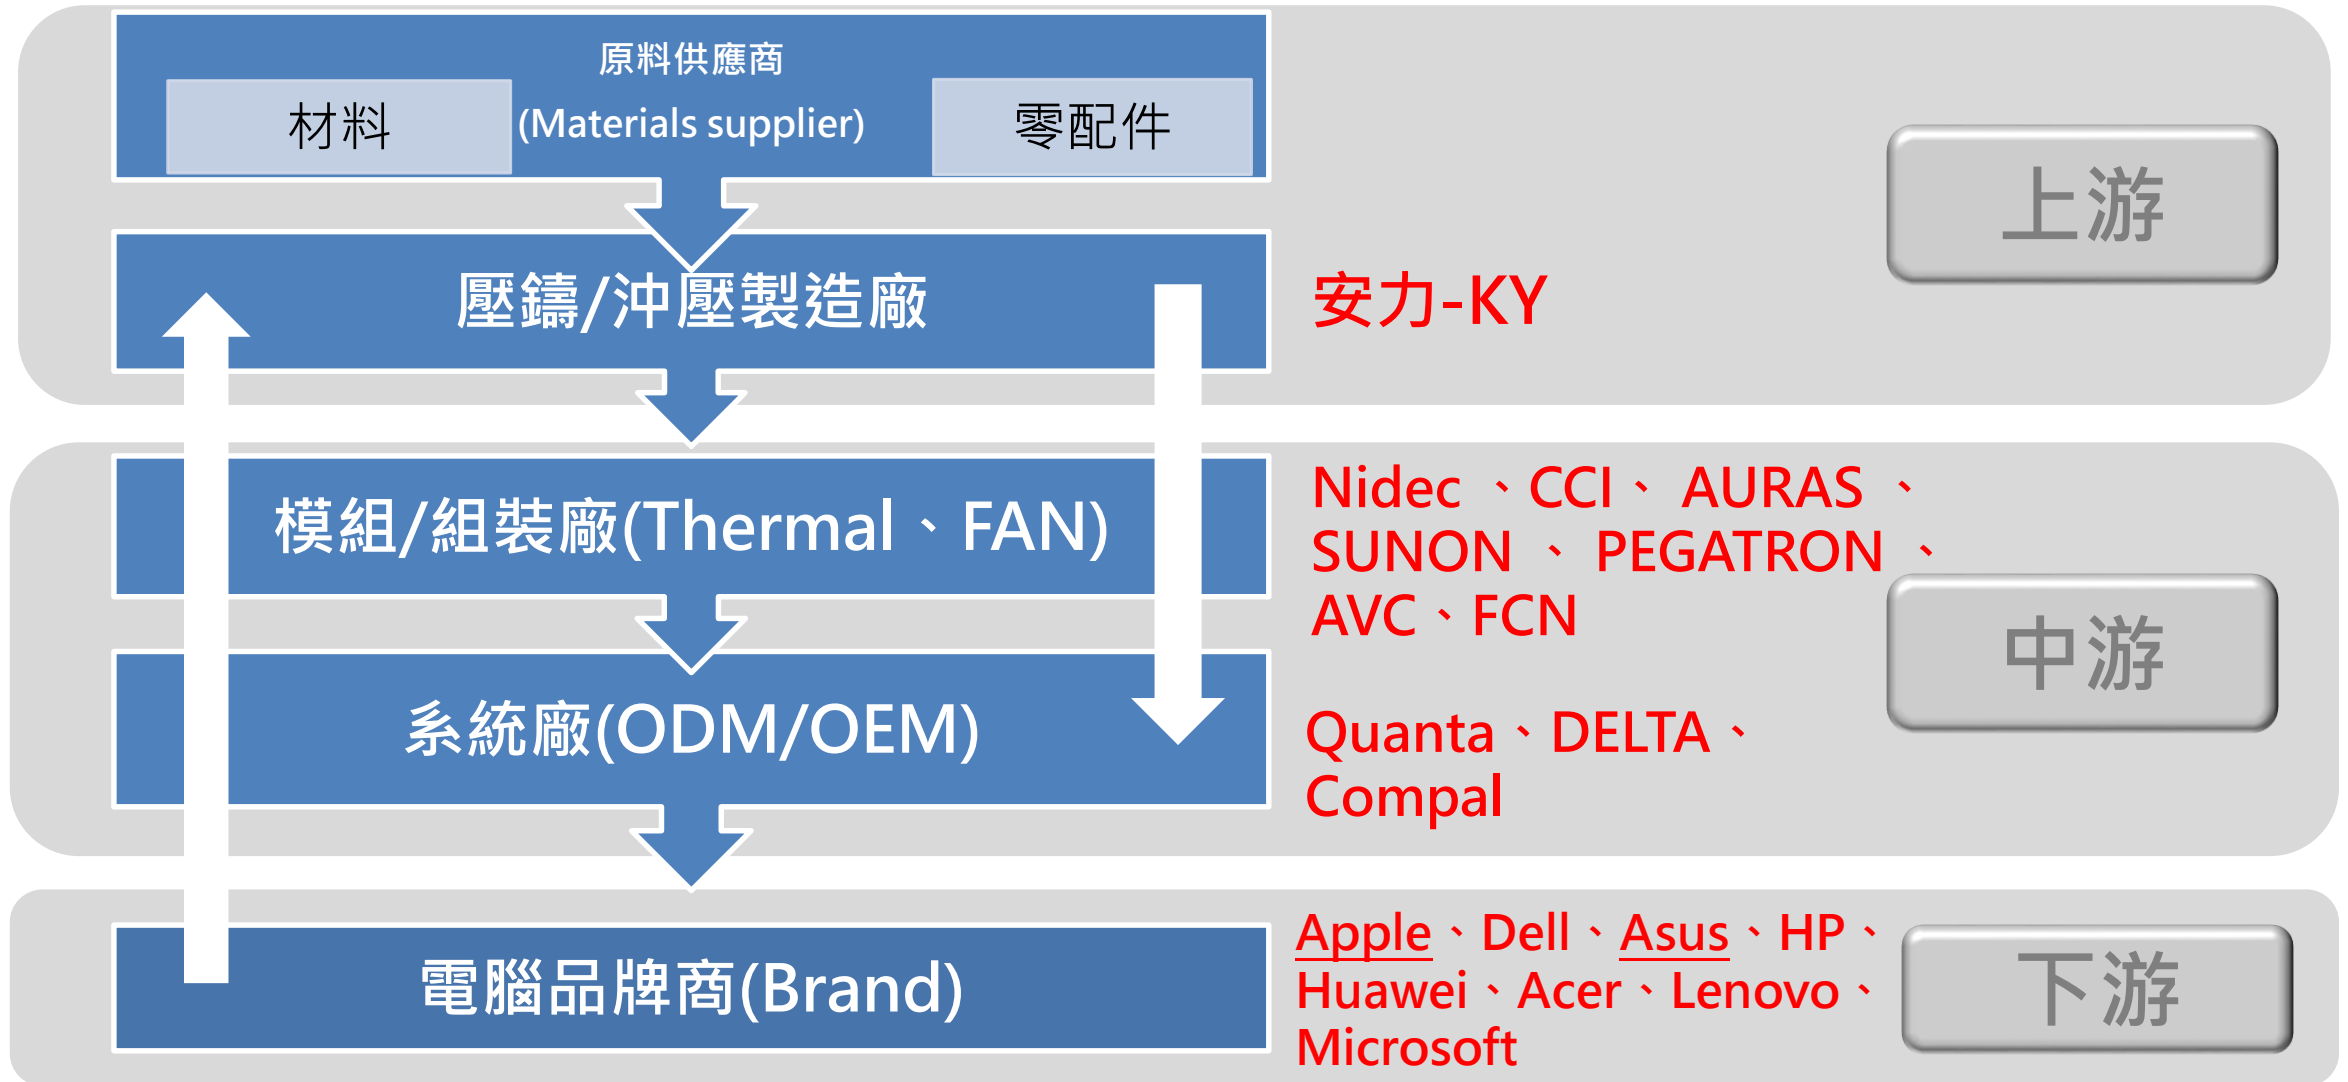 原料供應商
材料
(Materials supplier)
零配件
上游
壓鑄/沖壓製造廠
安力-KY
模組/組裝廠(Thermal、FAN)
Nidec 、CCI、 AURAS 、
SUNON 、 PEGATRON 、
AVC、FCN
中游
系統廠(ODM/OEM)
Quanta、DELTA、
Compal
電腦品牌商(Brand)
Apple、Dell、Asus、HP、
Huawei、Acer、Lenovo、
Microsoft
下游